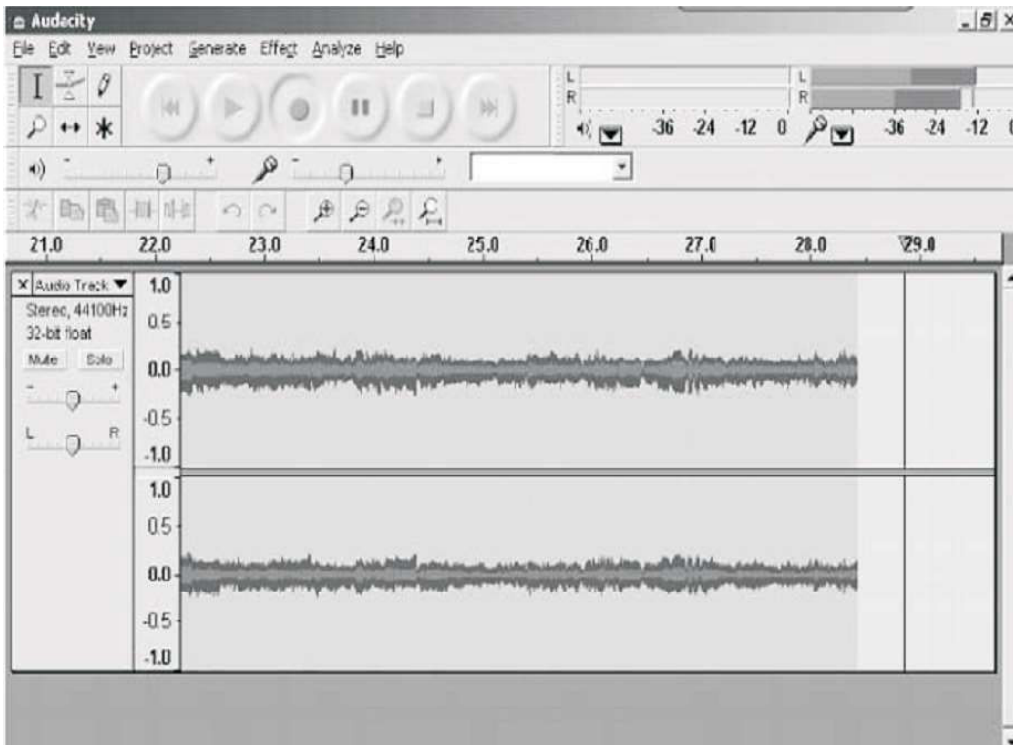 Audacity
File Edit View Project Generate Effect Analyze Help
L
R
-36 -24 -12 0
L
R
-36 -24 -12 0
- +
- +
21.0 22.0 23.0 24.0 25.0 26.0 27.0 28.0 29.0
X Audio Track
Stereo, 44100Hz
32-bit float
Mute Solo
- +
L R
1.0
0.5
0.0
-0.5
-1.0
1.0
0.5
0.0
-0.5
-1.0